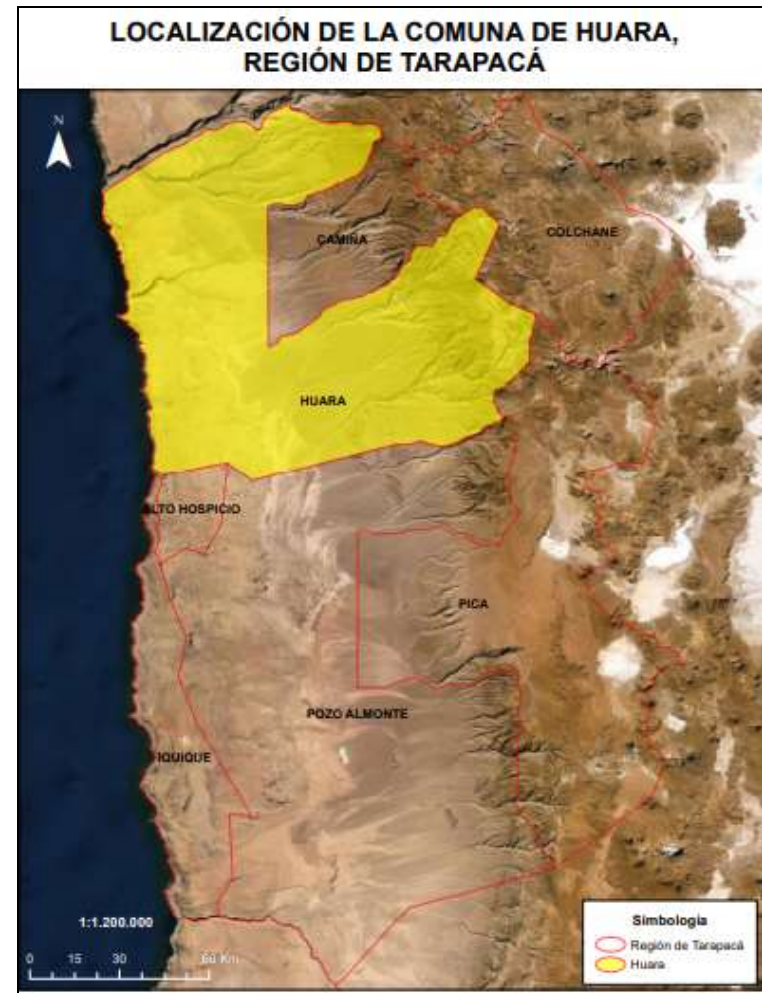 LOCALIZACIÓN DE LA COMUNA DE HUARA,
REGIÓN DE TARAPACÁ
N
CAMIÑA
COLCHANE
HUARA
ALTO HOSPICIO
PICA
POZO ALMONTE
IQUIQUE
1:1.200.000
0 15 30 60 Km
Simbología
Región de Tarapacá
Huara